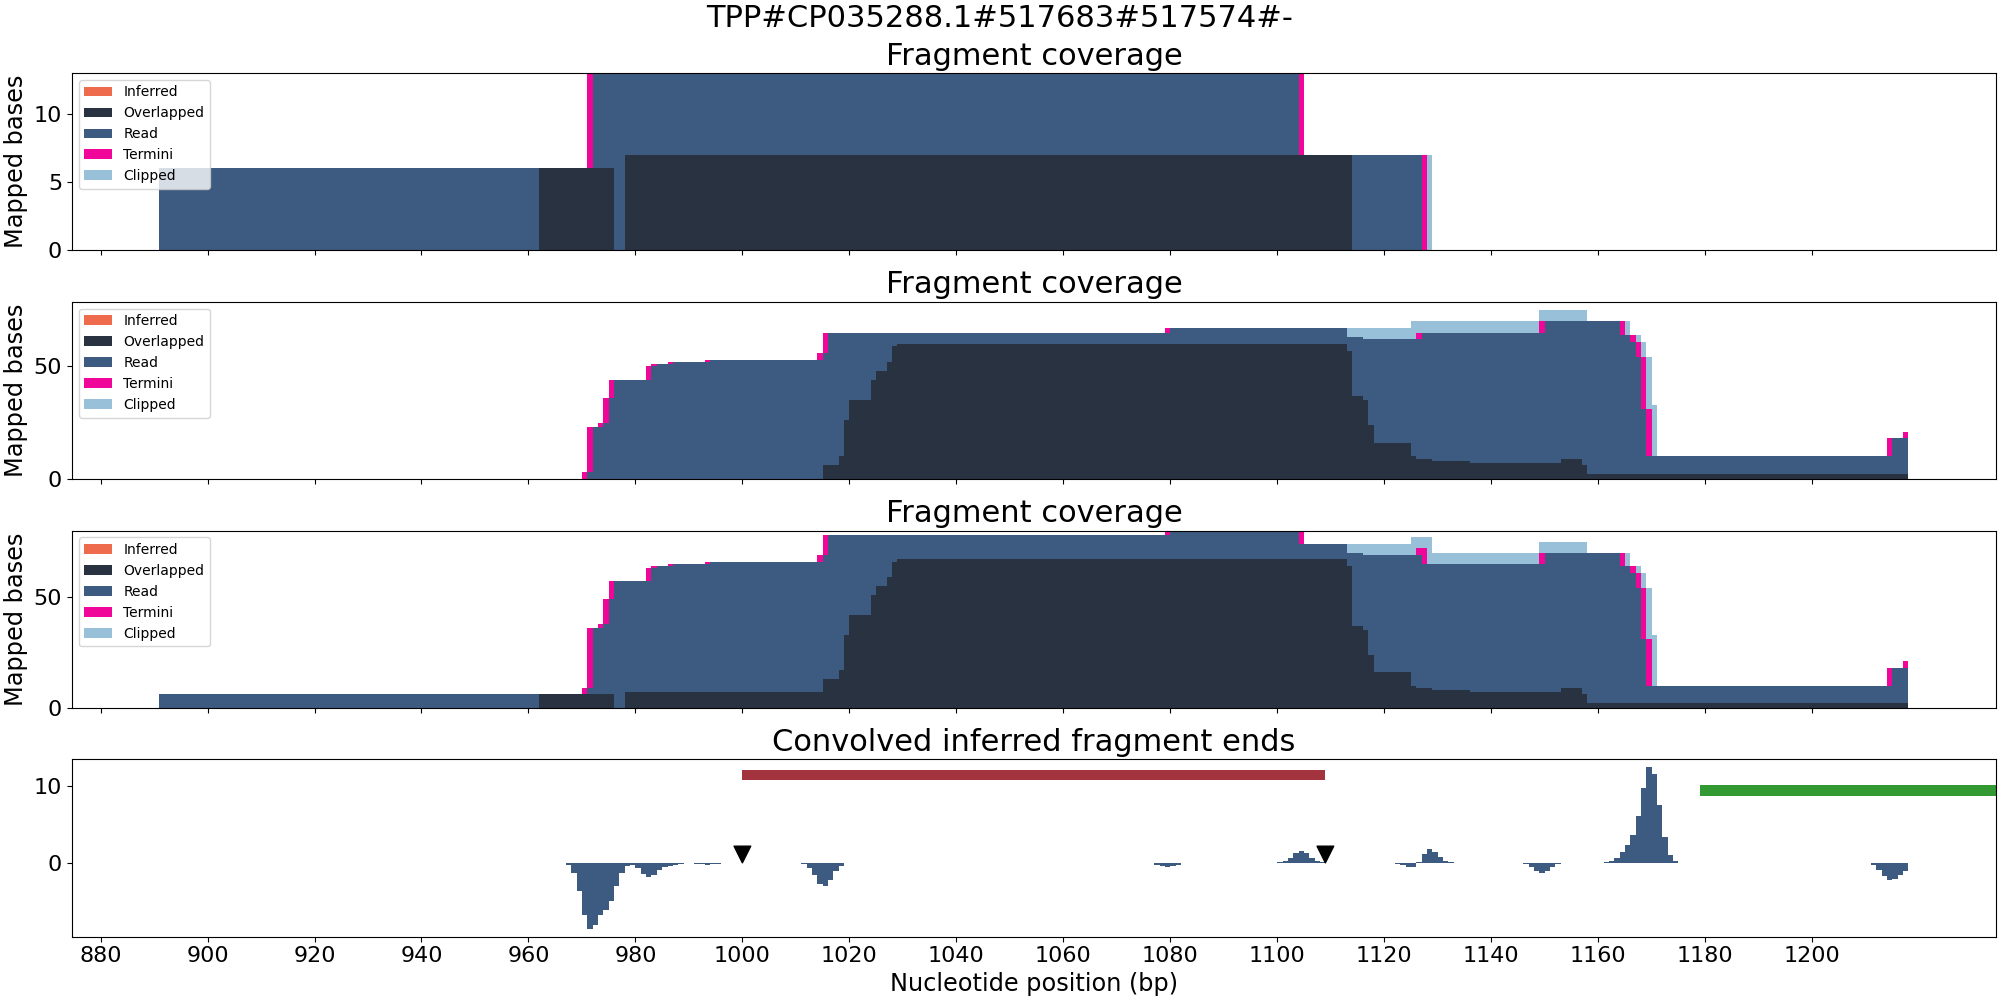 TPP#CP035288.1#517683#517574#-
Fragment coverage
Mapped bases
10
5
0
Inferred
Overlapped
Read
Termini
Clipped
Fragment coverage
Mapped bases
50
0
Inferred
Overlapped
Read
Termini
Clipped
Fragment coverage
Mapped bases
50
0
Inferred
Overlapped
Read
Termini
Clipped
Convolved inferred fragment ends
10
0
880 900 920 940 960 980 1000 1020 1040 1060 1080 1100 1120 1140 1160 1180 1200
Nucleotide position (bp)